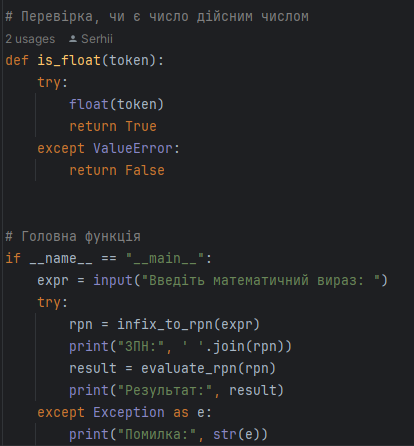 # Перевірка, чи є число дійсним числом
2 usages Serhii
def is_float(token):
    try:
        float(token)
        return True
    except ValueError:
        return False
# Головна функція
if __name__ == "__main__":
    expr = input("Введіть математичний вираз: ")
    try:
        rpn = infix_to_rpn(expr)
        print("ЗПН:", ' '.join(rpn))
        result = evaluate_rpn(rpn)
        print("Результат:", result)
    except Exception as e:
        print("Помилка:", str(e))